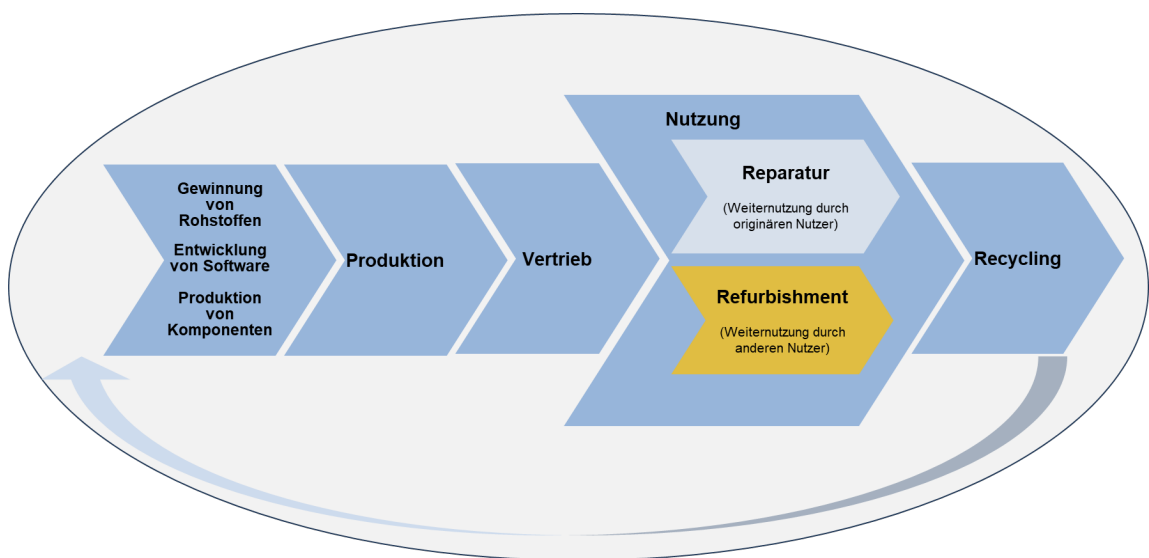 Gewinnung
von
Rohstoffen
Entwicklung
von Software
Produktion
von
Komponenten
Produktion
Vertrieb
Nutzung
Reparatur
(Weiternutzung durch
originären Nutzer)
Refurbishment
(Weiternutzung durch
anderen Nutzer)
Recycling